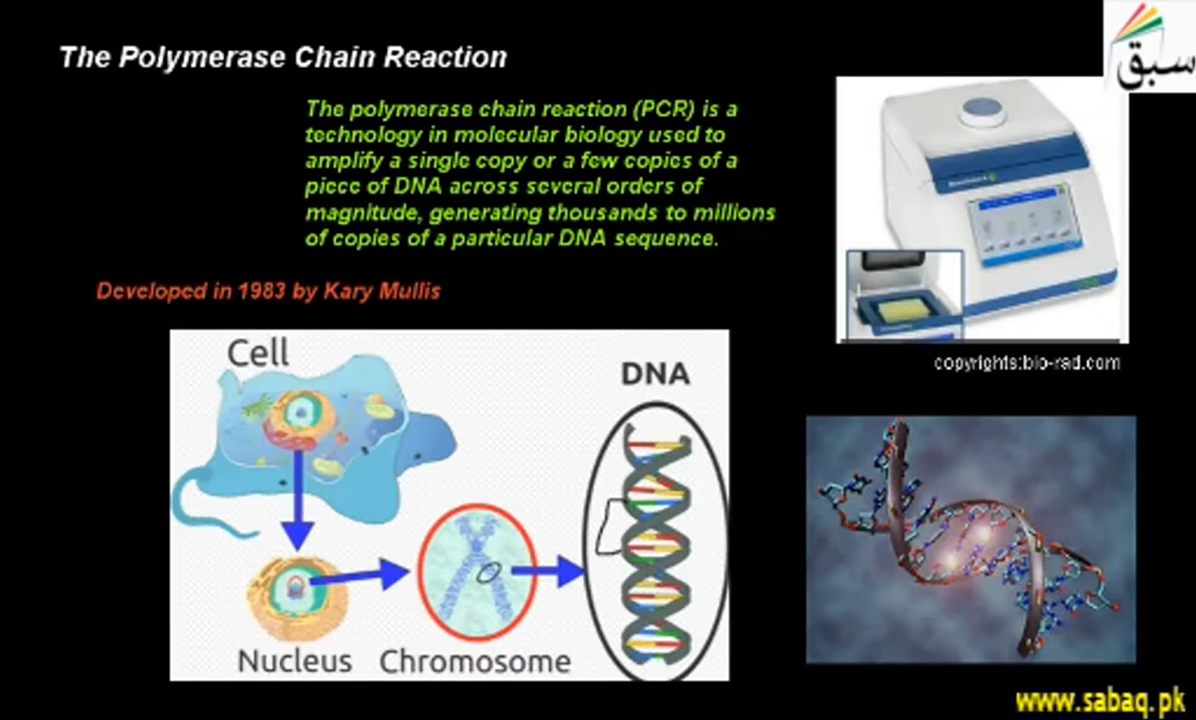 سبق
The Polymerase Chain Reaction
The polymerase chain reaction (PCR) is a
technology in molecular biology used to
amplify a single copy or a few copies of a
piece of DNA across several orders of
magnitude, generating thousands to millions
of copies of a particular DNA sequence.
Developed in 1983 by Kary Mullis
copyrights:bio-rad.com
Cell
DNA
Nucleus
Chromosome
www.sabaq.pk